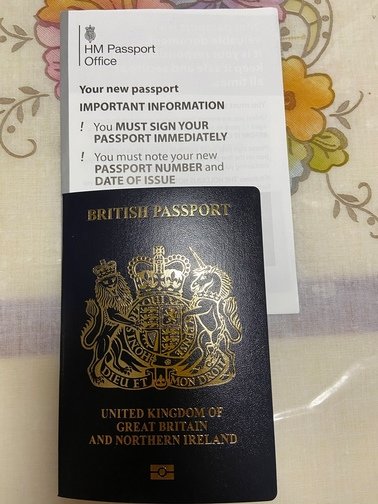 HM Passport
Office
Your new passport
IMPORTANT INFORMATION
! You MUST SIGN YOUR
PASSPORT IMMEDIATELY
! You must note your new
PASSPORT NUMBER and
DATE OF ISSUE
BRITISH PASSPORT
DIEU ET MON DROIT
UNITED KINGDOM OF
GREAT BRITAIN
AND NORTHERN IRELAND